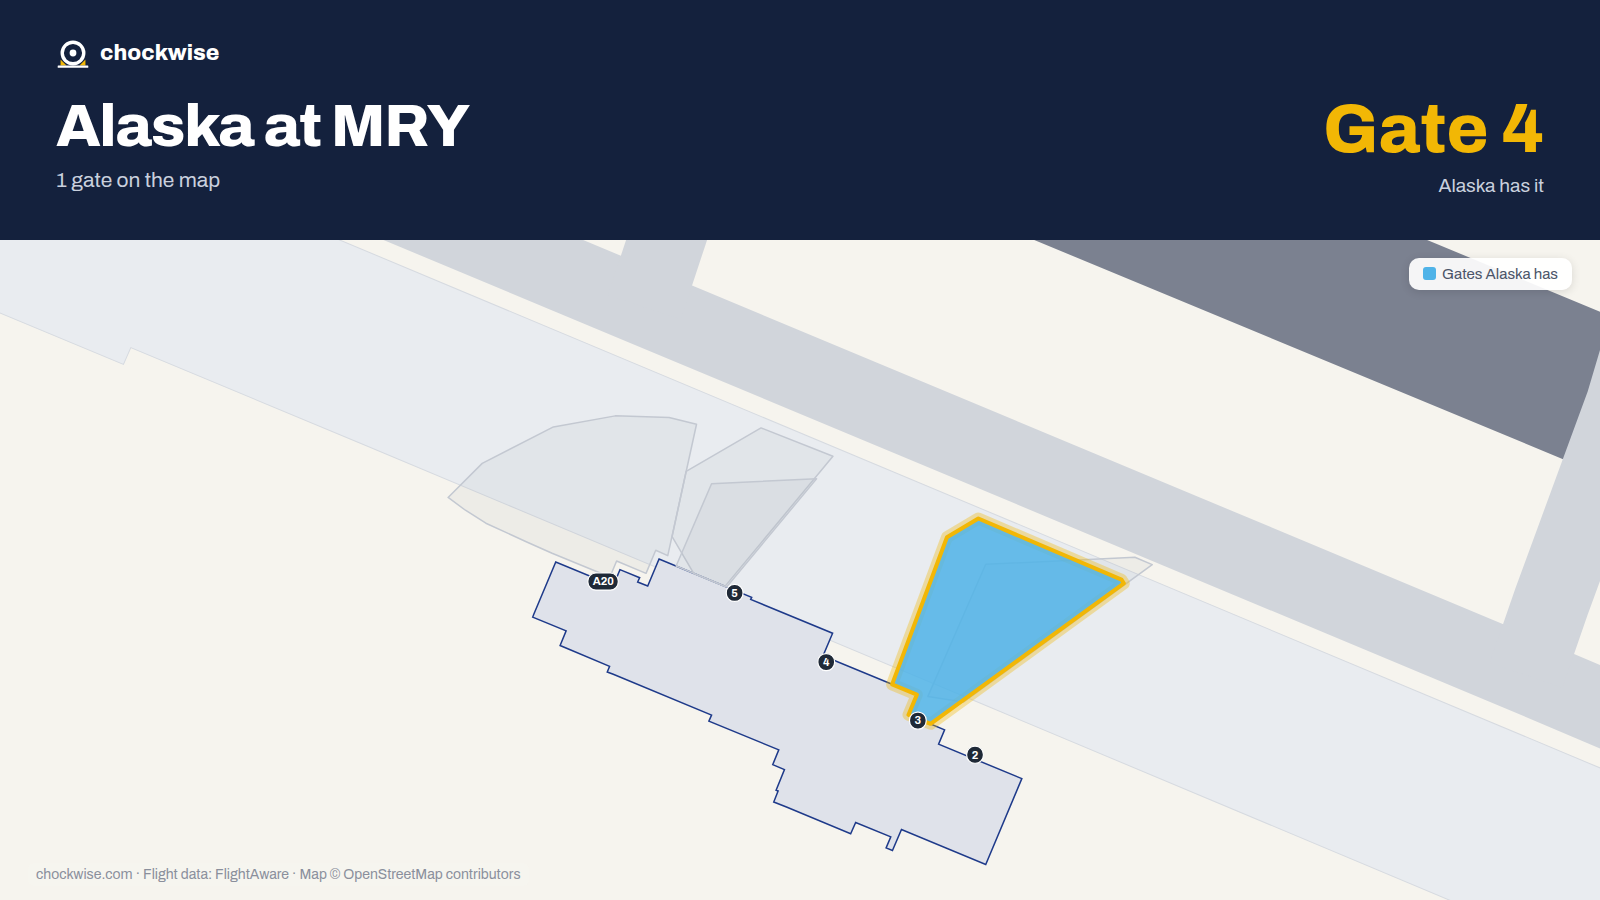 chockwise
Alaska at MRY
1 gate on the map
Gate 4
Alaska has it
Gates Alaska has
A20
5
4
3
2
chockwise.com · Flight data: FlightAware · Map © OpenStreetMap contributors